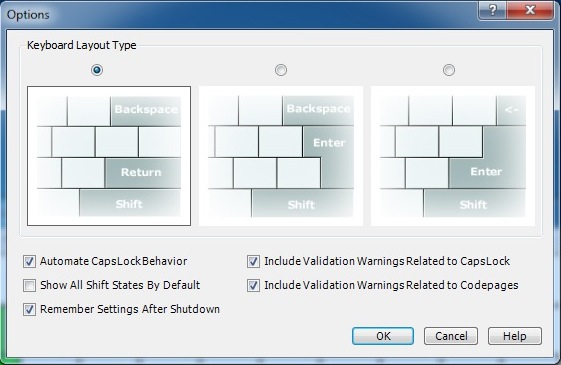 Options
?
Keyboard Layout Type
Backspace Backspace <-
Enter
Return Enter
Shift Shift Shift
Automate CapsLock Behavior Include Validation Warnings Related to CapsLock
Show All Shift States By Default Include Validation Warnings Related to Codepages
Remember Settings After Shutdown
OK Cancel Help